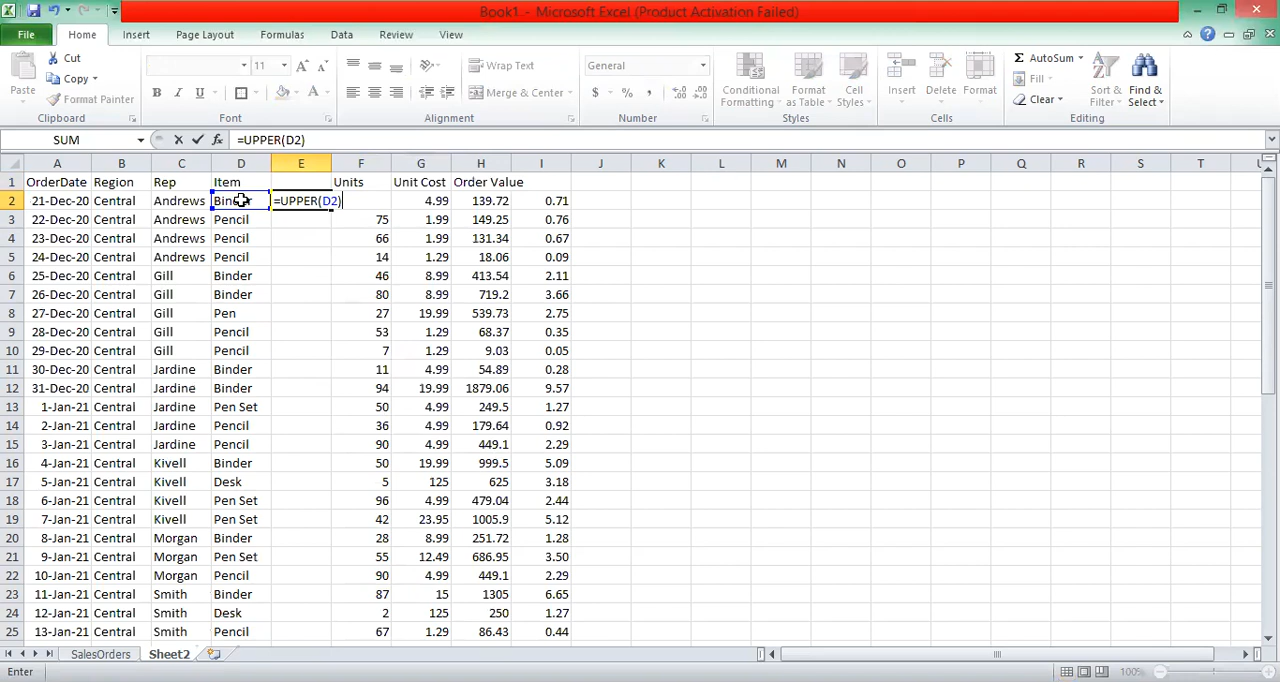 Book1 - Microsoft Excel (Product Activation Failed)
File Home Insert Page Layout Formulas Data Review View
Cut
Copy
Format Painter
Paste
Clipboard
11
B I U
Font
Wrap Text
Merge & Center
Alignment
General
$ % ,
Number
Conditional Formatting
Format as Table
Cell Styles
Styles
Insert
Delete
Format
Cells
AutoSum
Fill
Clear
Sort & Filter
Find & Select
Editing
SUM fx =UPPER(D2)
A B C D E F G H I J K L M N O P Q R S T U
1 OrderDate Region Rep Item Units Unit Cost Order Value
2 21-Dec-20 Central Andrews Binder =UPPER(D2) 4.99 139.72 0.71
3 22-Dec-20 Central Andrews Pencil 75 1.99 149.25 0.76
4 23-Dec-20 Central Andrews Pencil 66 1.99 131.34 0.67
5 24-Dec-20 Central Andrews Pencil 14 1.29 18.06 0.09
6 25-Dec-20 Central Gill Binder 46 8.99 413.54 2.11
7 26-Dec-20 Central Gill Binder 80 8.99 719.2 3.66
8 27-Dec-20 Central Gill Pen 27 19.99 539.73 2.75
9 28-Dec-20 Central Gill Pencil 53 1.29 68.37 0.35
10 29-Dec-20 Central Gill Pencil 7 1.29 9.03 0.05
11 30-Dec-20 Central Jardine Binder 11 4.99 54.89 0.28
12 31-Dec-20 Central Jardine Binder 94 19.99 1879.06 9.57
13 1-Jan-21 Central Jardine Pen Set 50 4.99 249.5 1.27
14 2-Jan-21 Central Jardine Pencil 36 4.99 179.64 0.92
15 3-Jan-21 Central Jardine Pencil 90 4.99 449.1 2.29
16 4-Jan-21 Central Kivell Binder 50 19.99 999.5 5.09
17 5-Jan-21 Central Kivell Desk 5 125 625 3.18
18 6-Jan-21 Central Kivell Pen Set 96 4.99 479.04 2.44
19 7-Jan-21 Central Kivell Pen Set 42 23.95 1005.9 5.12
20 8-Jan-21 Central Morgan Binder 28 8.99 251.72 1.28
21 9-Jan-21 Central Morgan Pen Set 55 12.49 686.95 3.50
22 10-Jan-21 Central Morgan Pencil 90 4.99 449.1 2.29
23 11-Jan-21 Central Smith Binder 87 15 1305 6.65
24 12-Jan-21 Central Smith Desk 2 125 250 1.27
25 13-Jan-21 Central Smith Pencil 67 1.29 86.43 0.44
SalesOrders Sheet2
Enter 100%